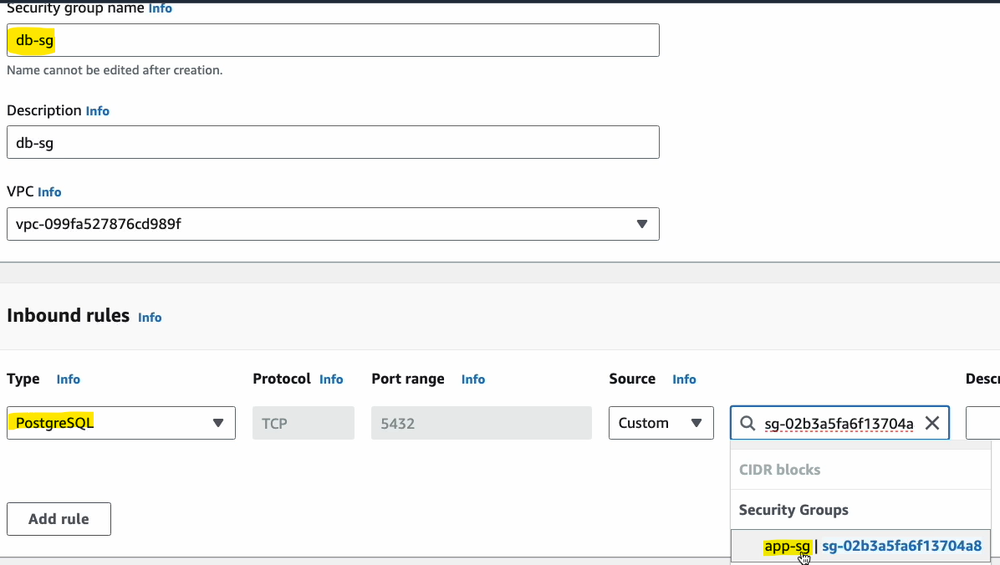 Security group name Info
db-sg
Name cannot be edited after creation.
Description Info
db-sg
VPC Info
vpc-099fa527876cd989f
Inbound rules Info
Type Info Protocol Info Port range Info Source Info Descr
PostgreSQL TCP 5432 Custom sg-02b3a5fa6f13704a
CIDR blocks
Add rule Security Groups
app-sg | sg-02b3a5fa6f13704a8